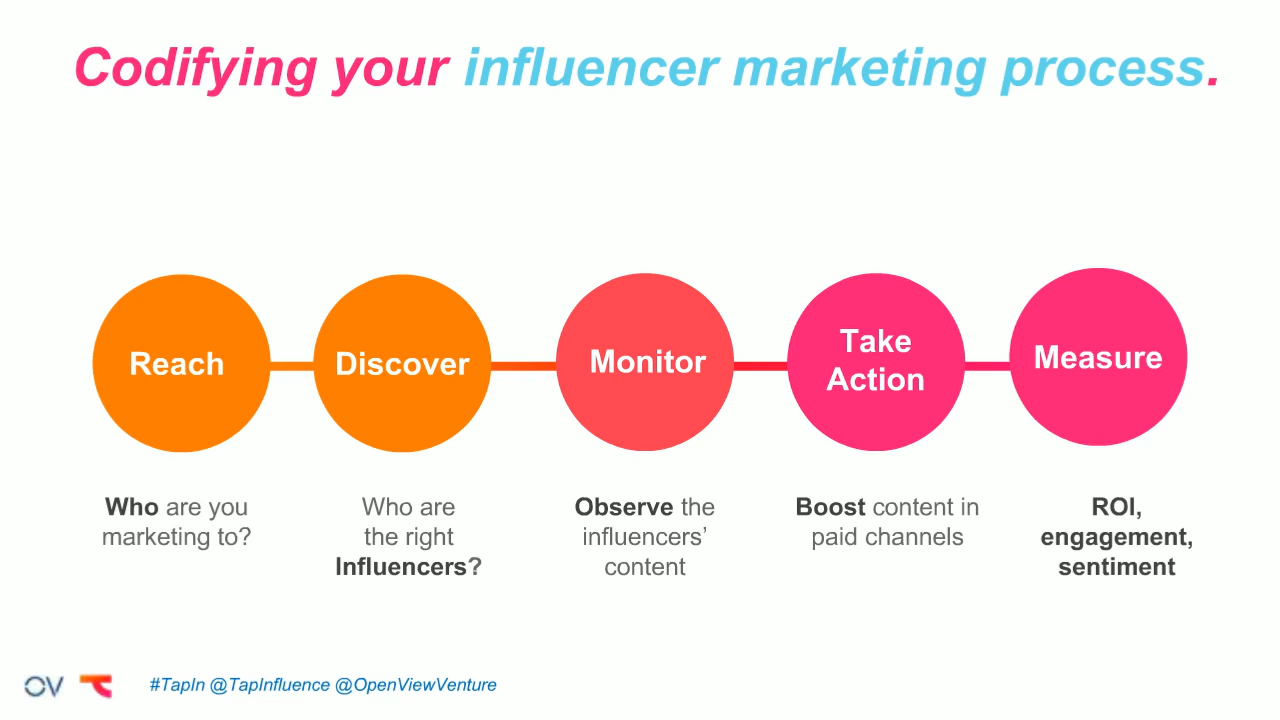 Codifying your influencer marketing process.
Reach
Discover
Monitor
Take
Action
Measure
Who are you
marketing to?
Who are
the right
Influencers?
Observe the
influencers’
content
Boost content in
paid channels
ROI,
engagement,
sentiment
OV
#TapIn @TapInfluence @OpenViewVenture